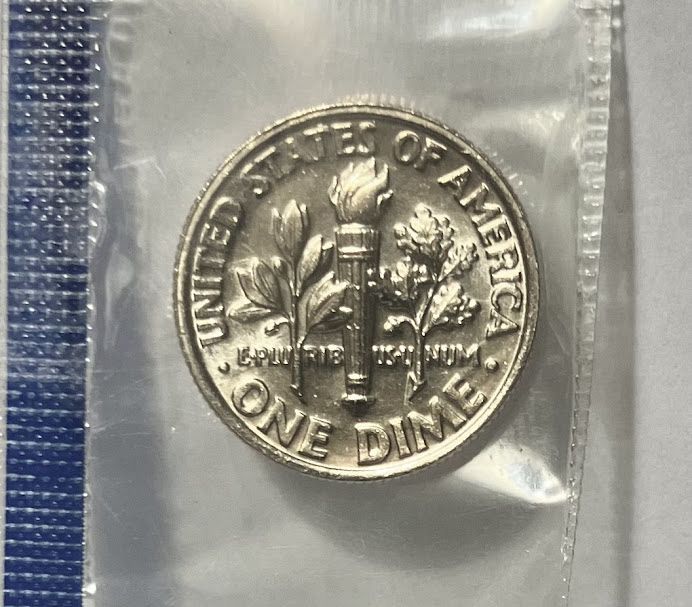 UNITED STATES OF AMERICA
E·PLURIBUS·UNUM
· ONE DIME ·